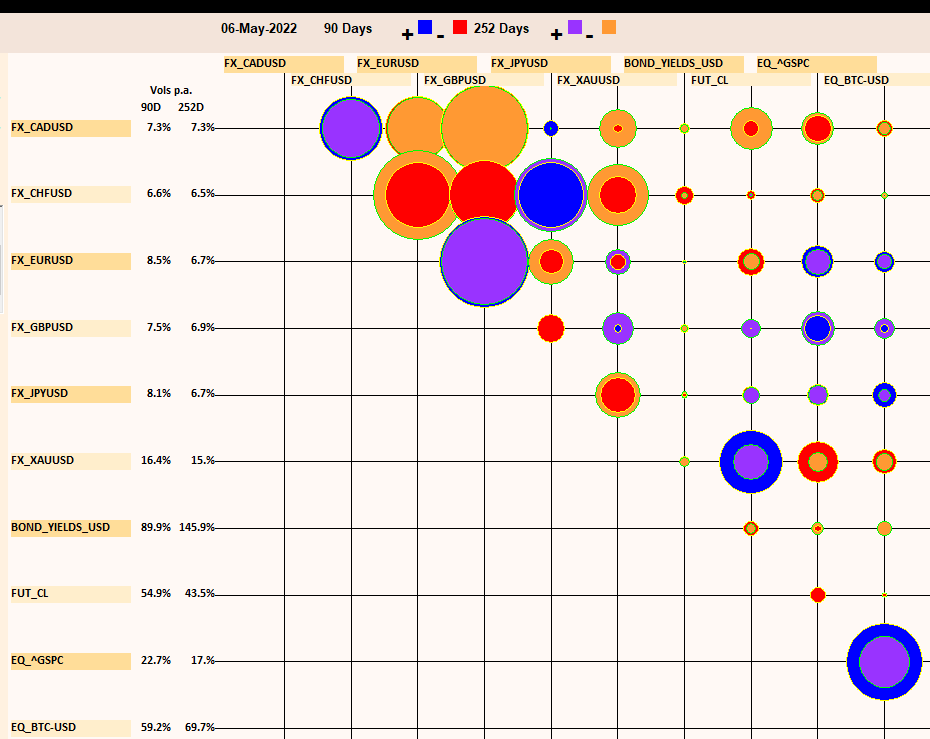 06-May-2022 90 Days + - 252 Days + -
FX_CADUSD FX_EURUSD FX_JPYUSD BOND_YIELDS_USD EQ_^GSPC
FX_CHFUSD FX_GBPUSD FX_XAUUSD FUT_CL EQ_BTC-USD
Vols p.a.
90D 252D
FX_CADUSD 7.3% 7.3%
FX_CHFUSD 6.6% 6.5%
FX_EURUSD 8.5% 6.7%
FX_GBPUSD 7.5% 6.9%
FX_JPYUSD 8.1% 6.7%
FX_XAUUSD 16.4% 15.%
BOND_YIELDS_USD 89.9% 145.9%
FUT_CL 54.9% 43.5%
EQ_^GSPC 22.7% 17.%
EQ_BTC-USD 59.2% 69.7%